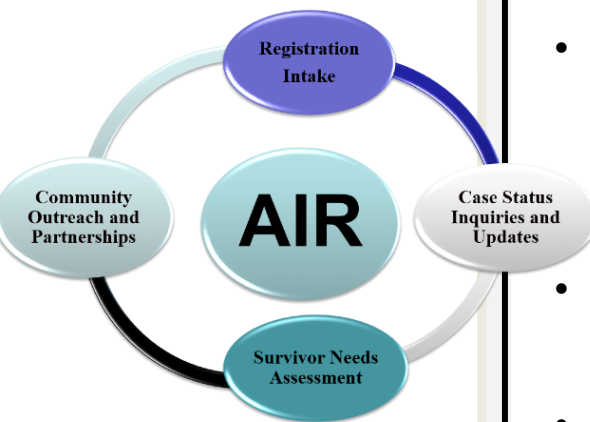 Registration
Intake
Community
Outreach and
Partnerships
AIR
Case Status
Inquiries and
Updates
Survivor Needs
Assessment